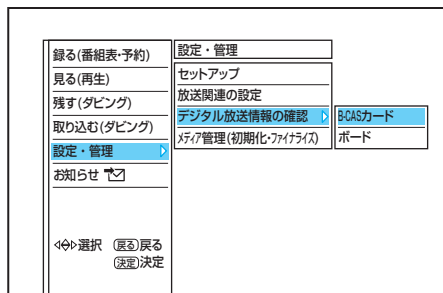 録る(番組表･予約)
見る(再生)
残す(ダビング)
取り込む(ダビング)
設定・管理
お知らせ
選択 戻る 戻る
決定 決定
設定・管理
セットアップ
放送関連の設定
デジタル放送情報の確認
ﾒﾃﾞｨｱ管理(初期化･ﾌｧｲﾅﾗｲｽﾞ)
B-CASカード
ボード